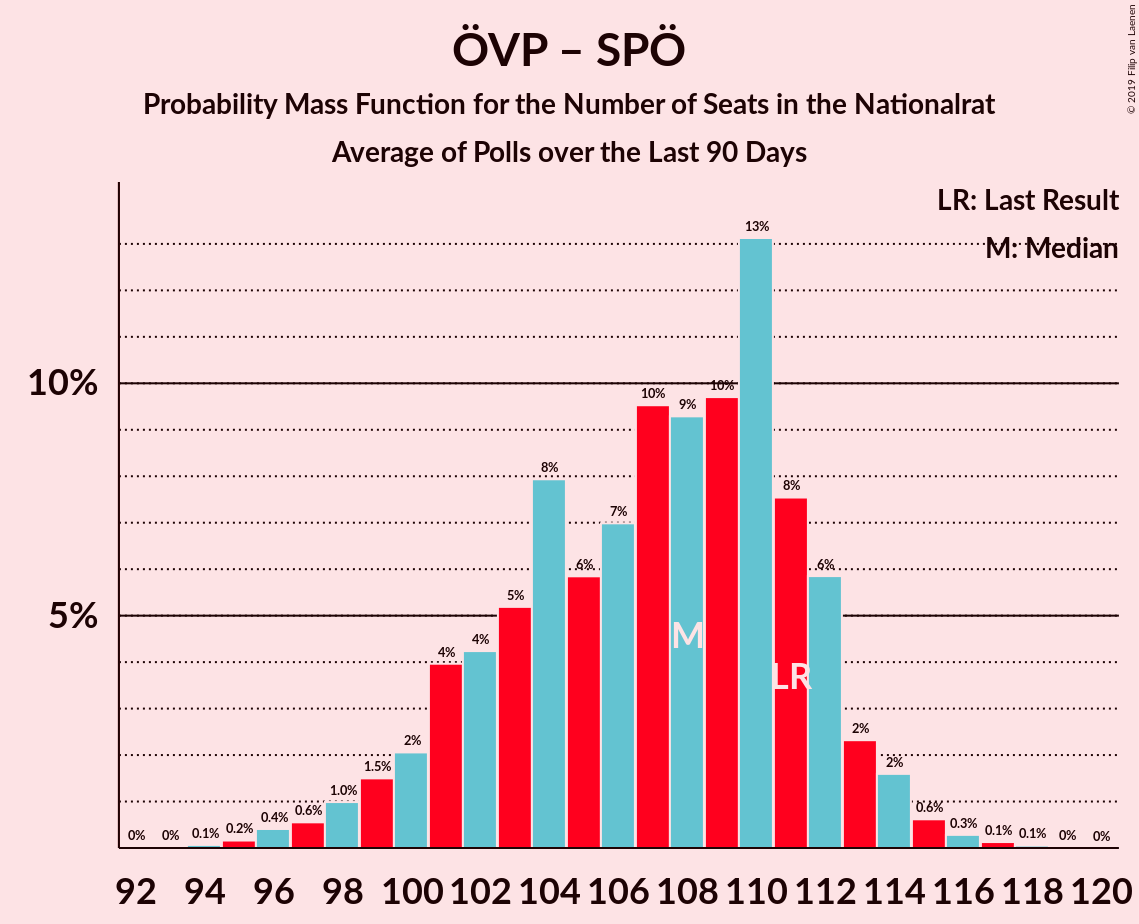 ÖVP – SPÖ
Probability Mass Function for the Number of Seats in the Nationalrat
Average of Polls over the Last 90 Days
© 2019 Filip van Laenen
LR: Last Result
M: Median
10%
5%
0% 0% 0.1% 0.2% 0.4% 0.6% 1.0% 1.5% 2% 4% 4% 5% 8% 6% 7% 10% 9% 10% 13% 8% 6% 2% 2% 0.6% 0.3% 0.1% 0.1% 0% 0%
M
LR
92 94 96 98 100 102 104 106 108 110 112 114 116 118 120